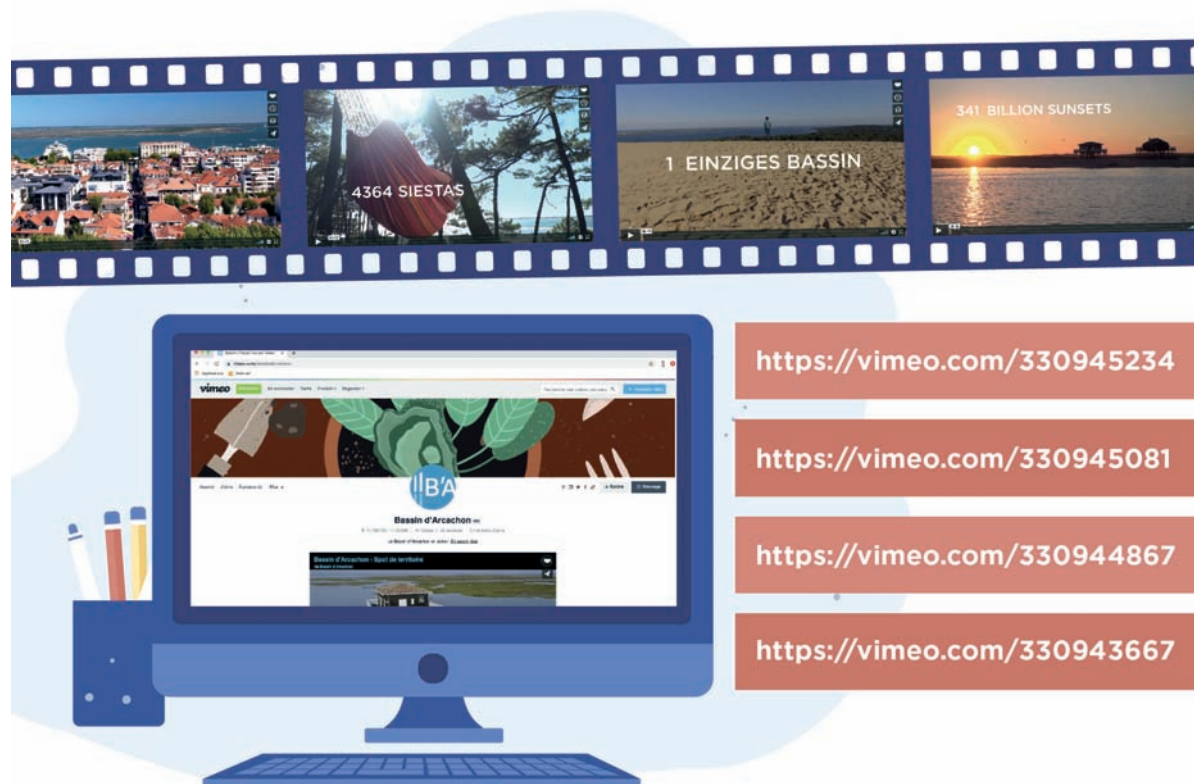 4364 SIESTAS
1 EINZIGES BASSIN
341 BILLION SUNSETS
vimeo
B'A
Bassin d'Arcachon
Bassin d'Arcachon - Spot de territoire
https://vimeo.com/330945234
https://vimeo.com/330945081
https://vimeo.com/330944867
https://vimeo.com/330943667